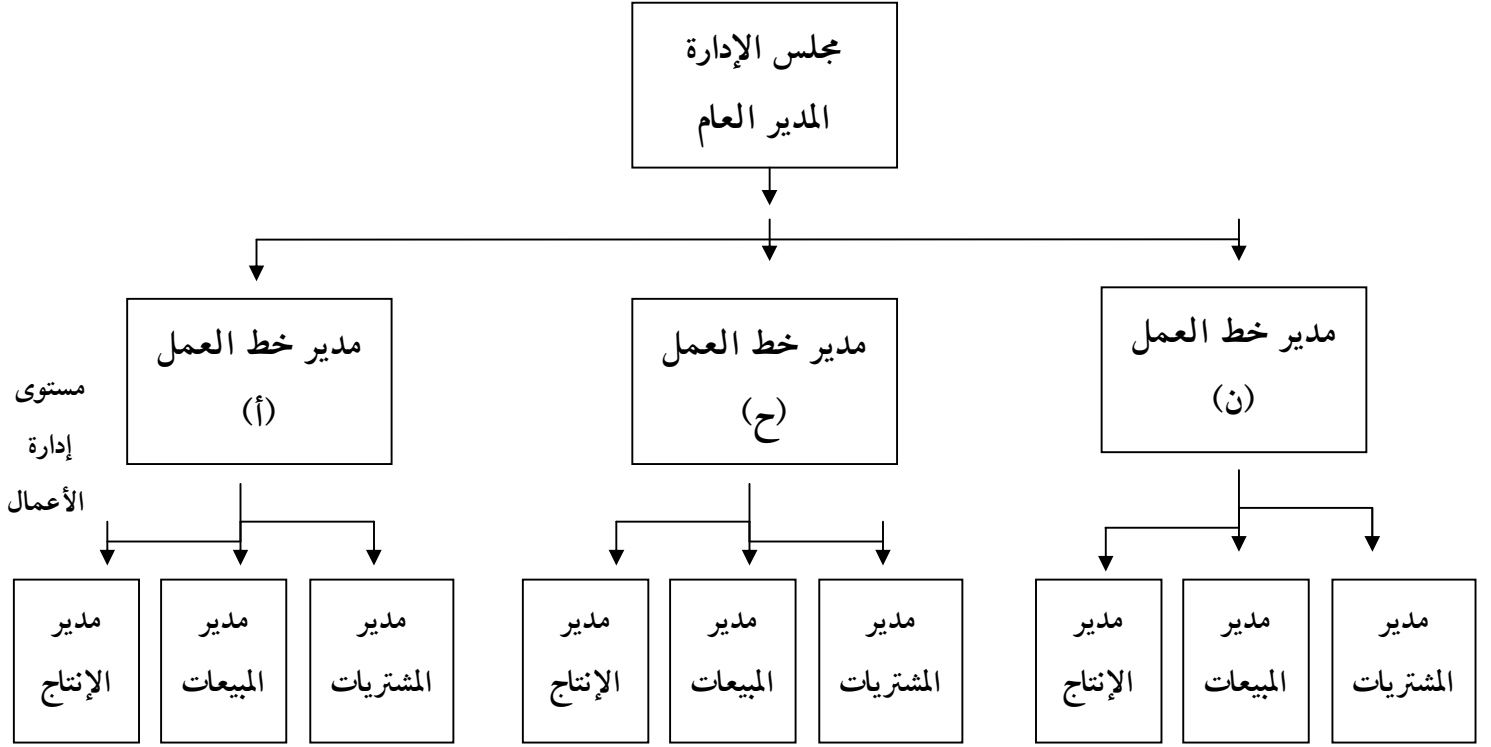 مجلس الإدارة
المدير العام
مدير خط العمل
(ن)
مدير خط العمل
(ح)
مدير خط العمل
(أ)
مستوى
إدارة
الأعمال
مدير
المشتريات
مدير
المبيعات
مدير
الإنتاج
مدير
المشتريات
مدير
المبيعات
مدير
الإنتاج
مدير
المشتريات
مدير
المبيعات
مدير
الإنتاج